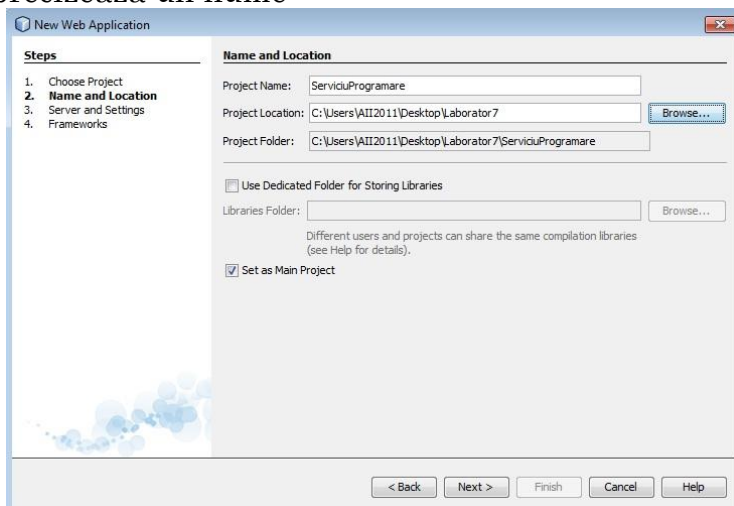 precizează un nume
New Web Application
Steps
1. Choose Project
2. Name and Location
3. Server and Settings
4. Frameworks
Name and Location
Project Name: ServiciuProgramare
Project Location: C:\Users\AII2011\Desktop\Laborator7 Browse...
Project Folder: C:\Users\AII2011\Desktop\Laborator7\ServiciuProgramare
Use Dedicated Folder for Storing Libraries
Libraries Folder: Browse...
Different users and projects can share the same compilation libraries
(see Help for details).
Set as Main Project
< Back Next > Finish Cancel Help